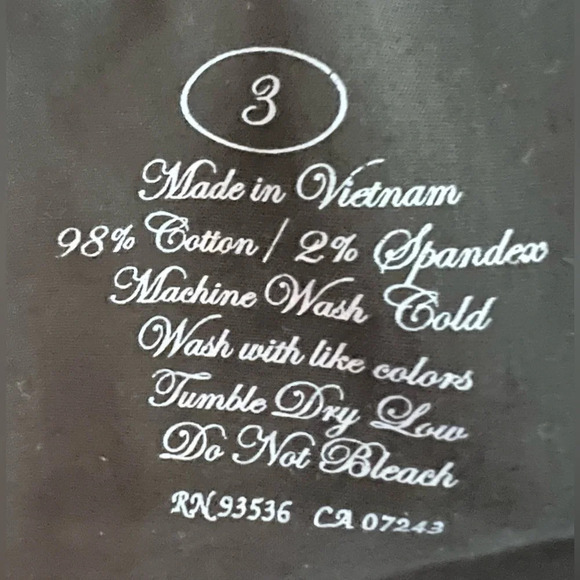 3
Made in Vietnam
98% Cotton / 2% Spandex
Machine Wash Cold
Wash with like colors
Tumble Dry Low
Do Not Bleach
RN 93536 CA 07243